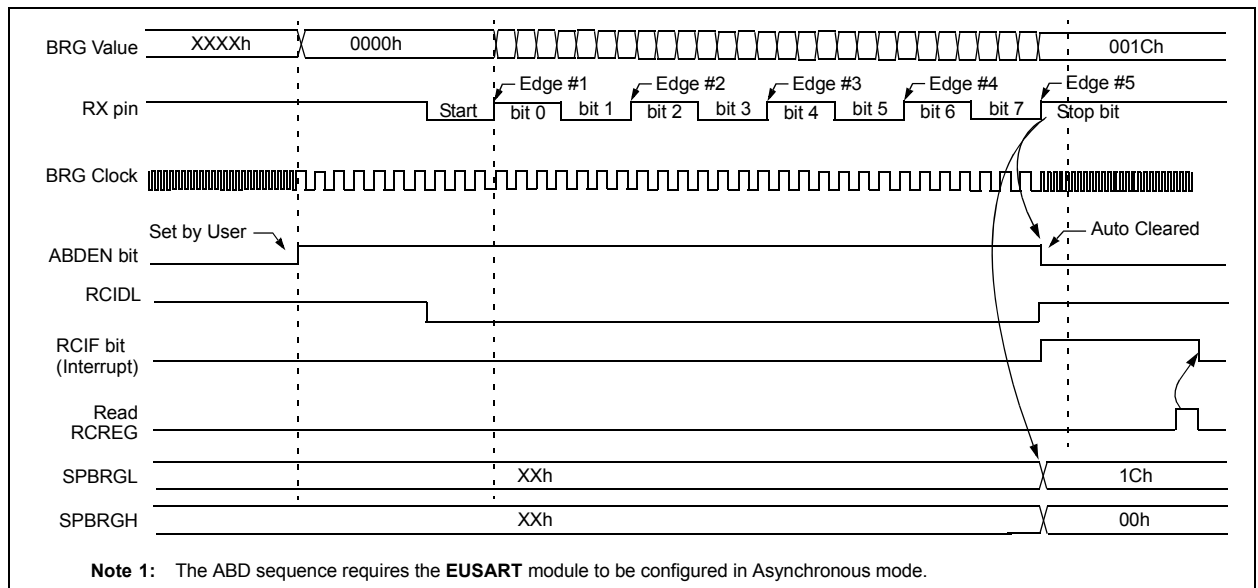 BRG Value XXXXh 0000h 001Ch
Edge #1 Edge #2 Edge #3 Edge #4 Edge #5
RX pin Start bit 0 bit 1 bit 2 bit 3 bit 4 bit 5 bit 6 bit 7 Stop bit
BRG Clock
Set by User Auto Cleared
ABDEN bit
RCIDL
RCIF bit
(Interrupt)
Read
RCREG
SPBRGL XXh 1Ch
SPBRGH XXh 00h
Note 1: The ABD sequence requires the EUSART module to be configured in Asynchronous mode.